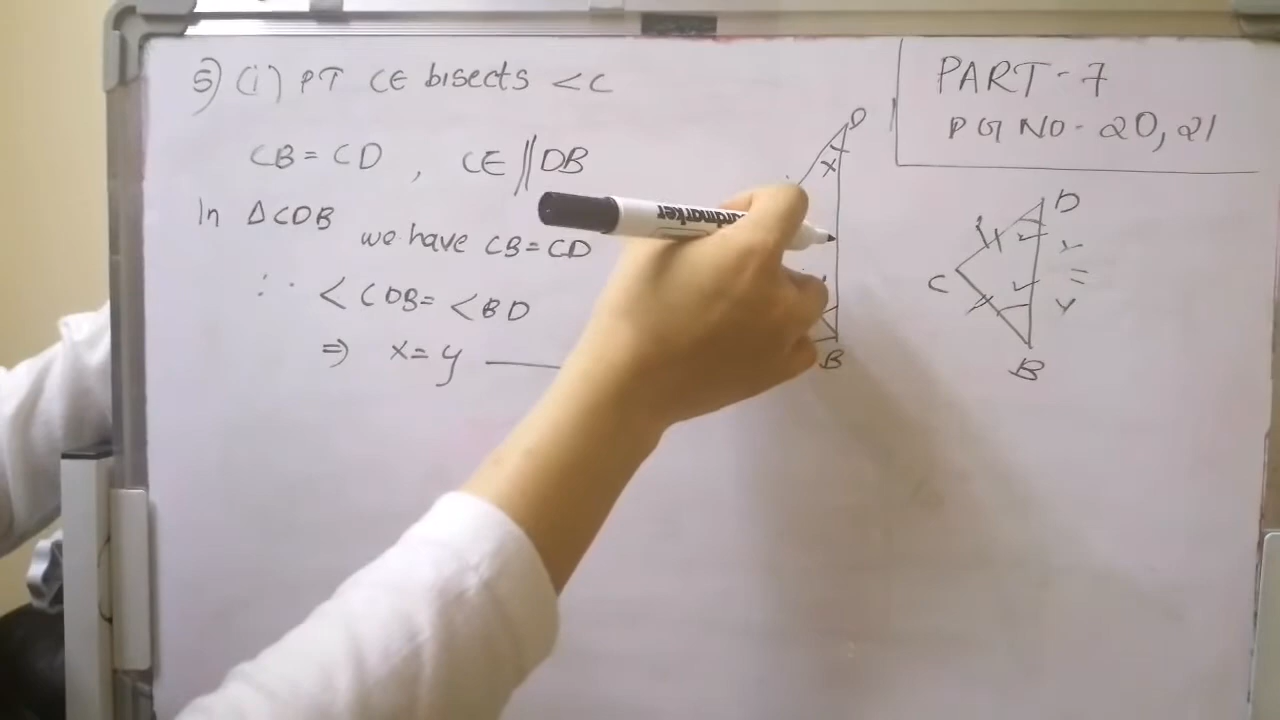 5) (i) PT CE bisects <C
CB = CD , CE || DB
In ΔCDB
we have CB = CD
∴ <CDB = <BD
⇒ x = y
PART - 7
PG NO - 20, 21
D
x
B
D
C
B